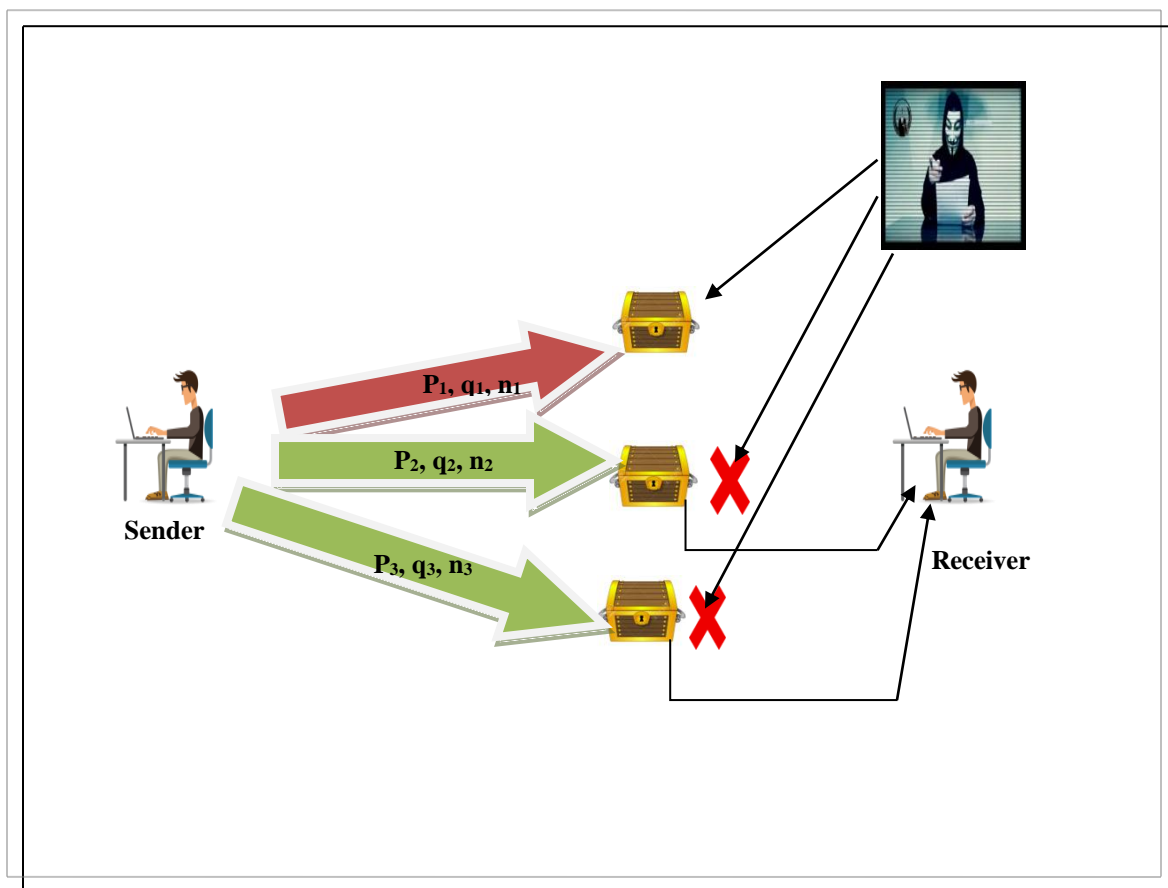 P₁, q₁, n₁
P₂, q₂, n₂
Sender
P₃, q₃, n₃
Receiver